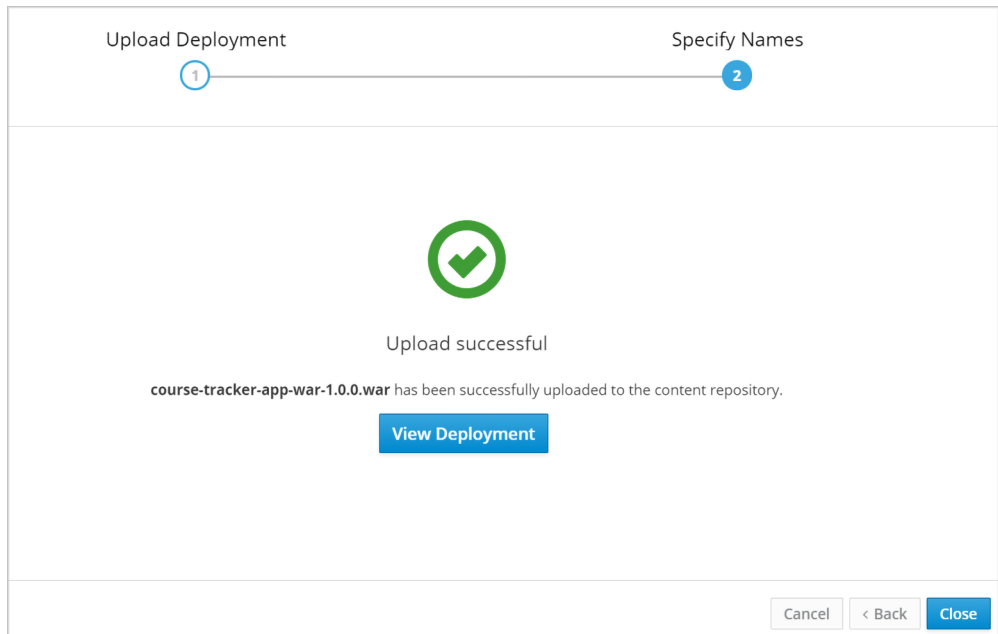 Upload Deployment
Specify Names
1
2
Upload successful
course-tracker-app-war-1.0.0.war has been successfully uploaded to the content repository.
View Deployment
Cancel
< Back
Close